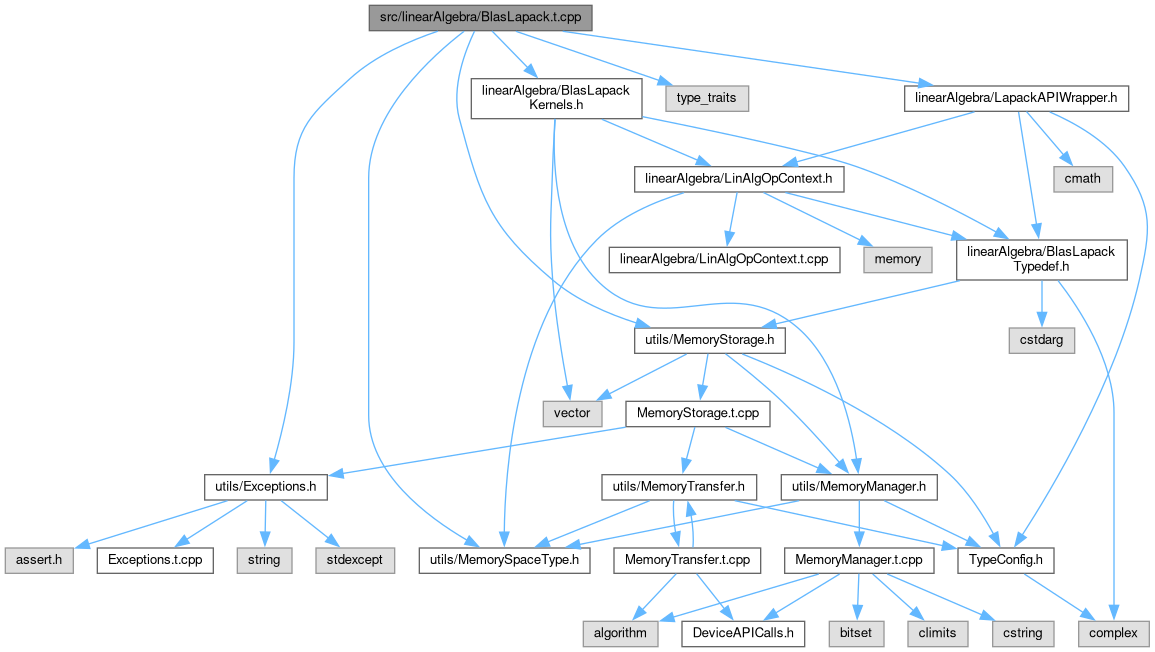 src/linearAlgebra/BlasLapack.t.cpp
linearAlgebra/BlasLapack
Kernels.h
type_traits
linearAlgebra/LapackAPIWrapper.h
linearAlgebra/LinAlgOpContext.h
cmath
linearAlgebra/LinAlgOpContext.t.cpp
memory
linearAlgebra/BlasLapack
Typedef.h
utils/MemoryStorage.h
cstdarg
vector
MemoryStorage.t.cpp
utils/Exceptions.h
utils/MemoryTransfer.h
utils/MemoryManager.h
assert.h
Exceptions.t.cpp
string
stdexcept
utils/MemorySpaceType.h
MemoryTransfer.t.cpp
MemoryManager.t.cpp
TypeConfig.h
algorithm
DeviceAPICalls.h
bitset
climits
cstring
complex